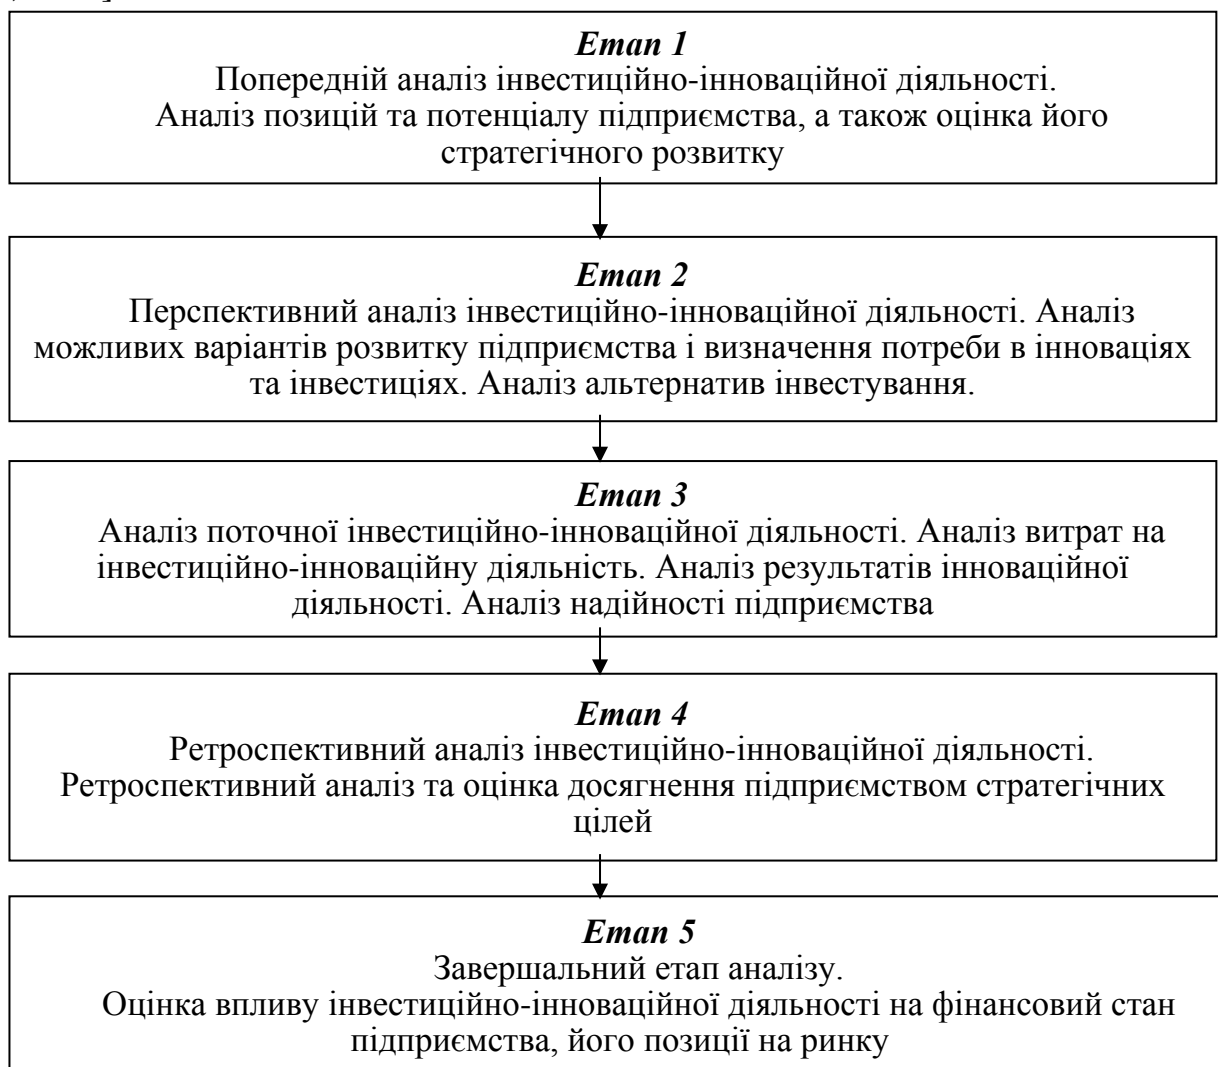 Етап 1
Попередній аналіз інвестиційно-інноваційної діяльності.
Аналіз позицій та потенціалу підприємства, а також оцінка його
стратегічного розвитку
Етап 2
Перспективний аналіз інвестиційно-інноваційної діяльності. Аналіз
можливих варіантів розвитку підприємства і визначення потреби в інноваціях
та інвестиціях. Аналіз альтернатив інвестування.
Етап 3
Аналіз поточної інвестиційно-інноваційної діяльності. Аналіз витрат на
інвестиційно-інноваційну діяльність. Аналіз результатів інноваційної
діяльності. Аналіз надійності підприємства
Етап 4
Ретроспективний аналіз інвестиційно-інноваційної діяльності.
Ретроспективний аналіз та оцінка досягнення підприємством стратегічних
цілей
Етап 5
Завершальний етап аналізу.
Оцінка впливу інвестиційно-інноваційної діяльності на фінансовий стан
підприємства, його позиції на ринку